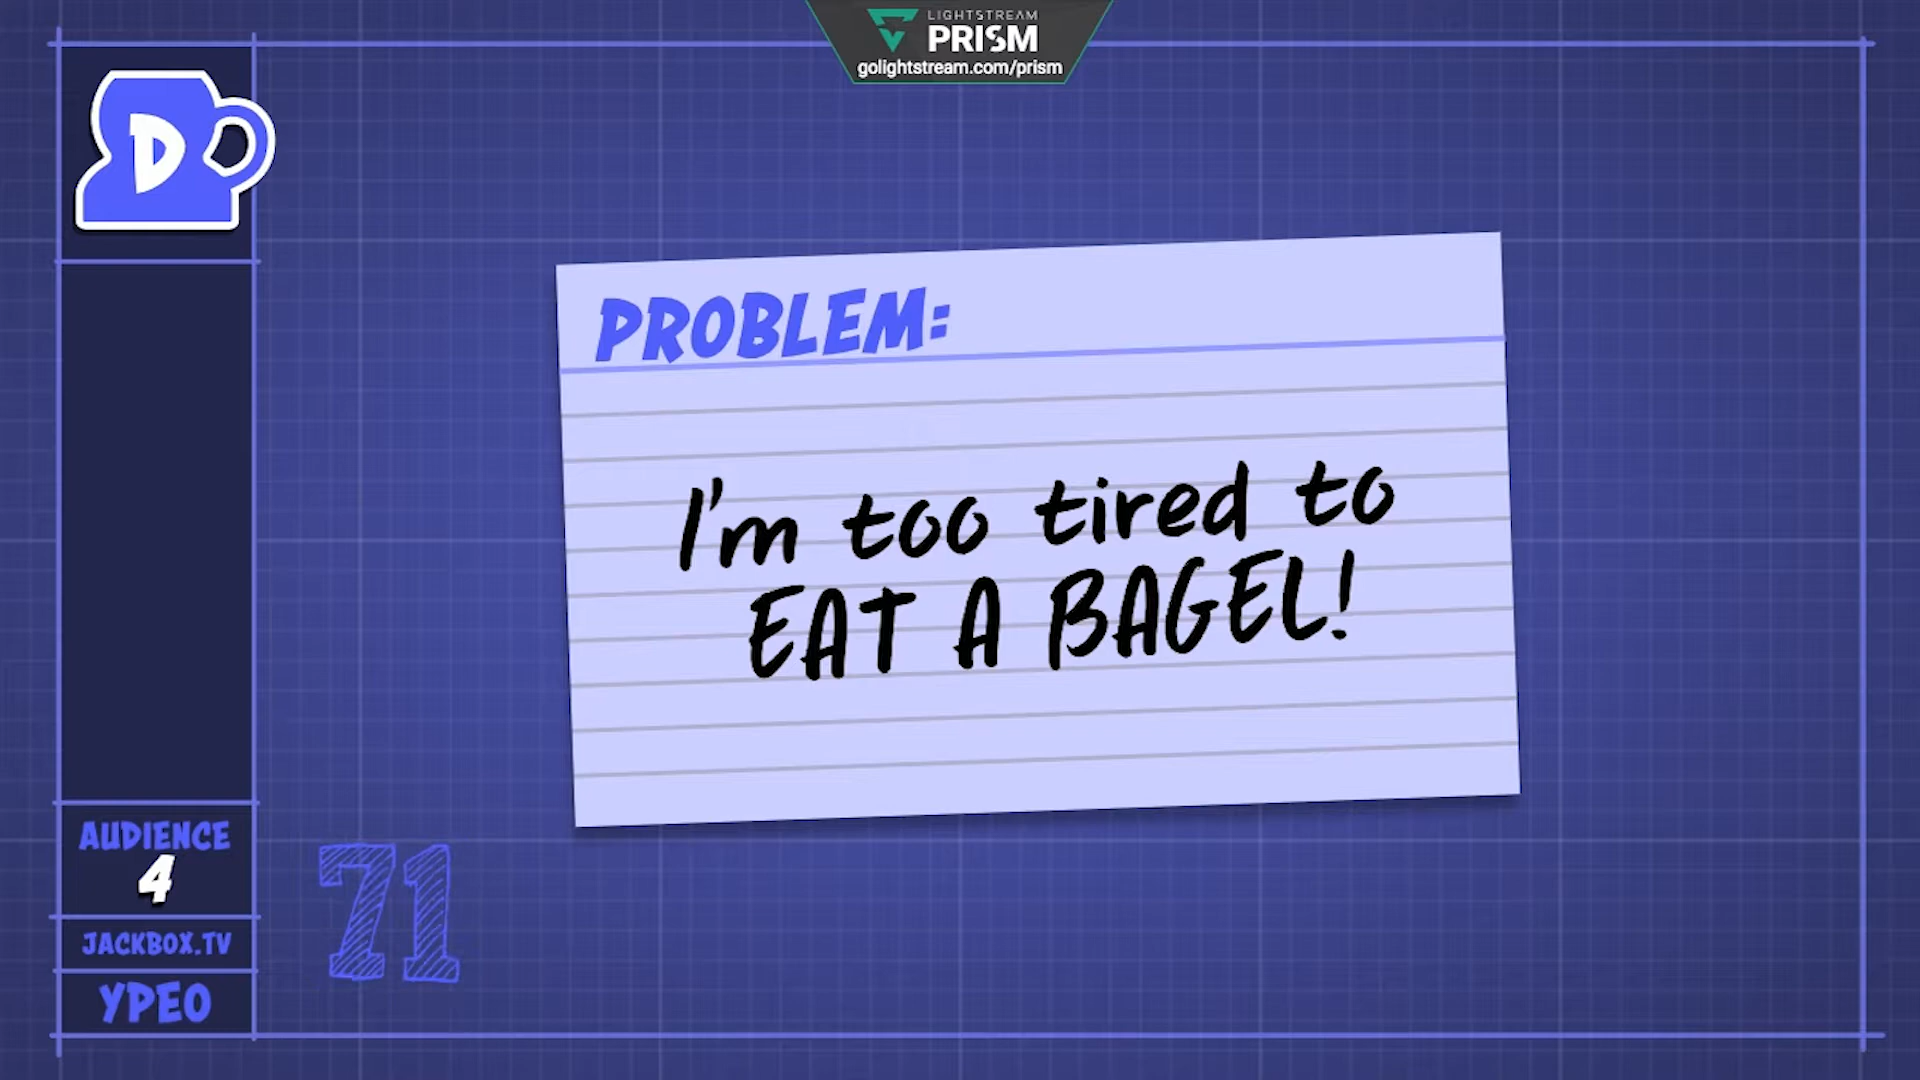 LIGHTSTREAM
PRISM
golightstream.com/prism
D
PROBLEM:
I'm too tired to
EAT A BAGEL!
AUDIENCE
4
71
JACKBOX.TV
YPEO